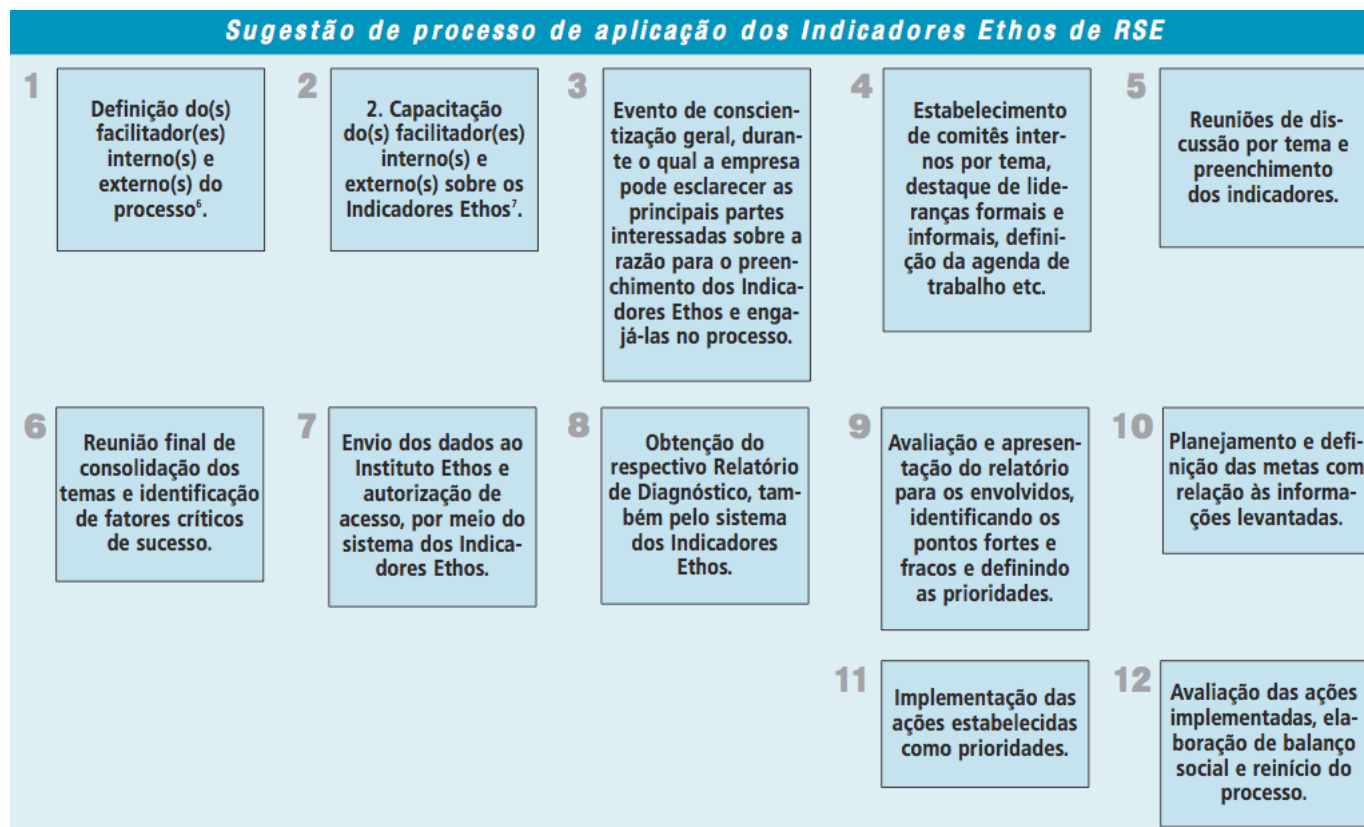 Sugestão de processo de aplicação dos Indicadores Ethos de RSE
1
Definição do(s)
facilitador(es)
interno(s) e
externo(s) do
processo⁶.
2
2. Capacitação
do(s) facilitador(es)
interno(s) e
externo(s) sobre os
Indicadores Ethos⁷.
3
Evento de conscien-
tização geral, duran-
te o qual a empresa
pode esclarecer as
principais partes
interessadas sobre a
razão para o preen-
chimento dos Indica-
dores Ethos e enga-
já-las no processo.
4
Estabelecimento
de comitês inter-
nos por tema,
destaque de lide-
ranças formais e
informais, defini-
ção da agenda de
trabalho etc.
5
Reuniões de dis-
cussão por tema e
preenchimento
dos indicadores.
6
Reunião final de
consolidação dos
temas e identificação
de fatores críticos
de sucesso.
7
Envio dos dados ao
Instituto Ethos e
autorização de
acesso, por meio do
sistema dos Indica-
dores Ethos.
8
Obtenção do
respectivo Relatório
de Diagnóstico, tam-
bém pelo sistema
dos Indicadores
Ethos.
9
Avaliação e apresen-
tação do relatório
para os envolvidos,
identificando os
pontos fortes e
fracos e definindo
as prioridades.
10
Planejamento e defi-
nição das metas com
relação às informa-
ções levantadas.
11
Implementação das
ações estabelecidas
como prioridades.
12
Avaliação das ações
implementadas, ela-
boração de balanço
social e reinício do
processo.